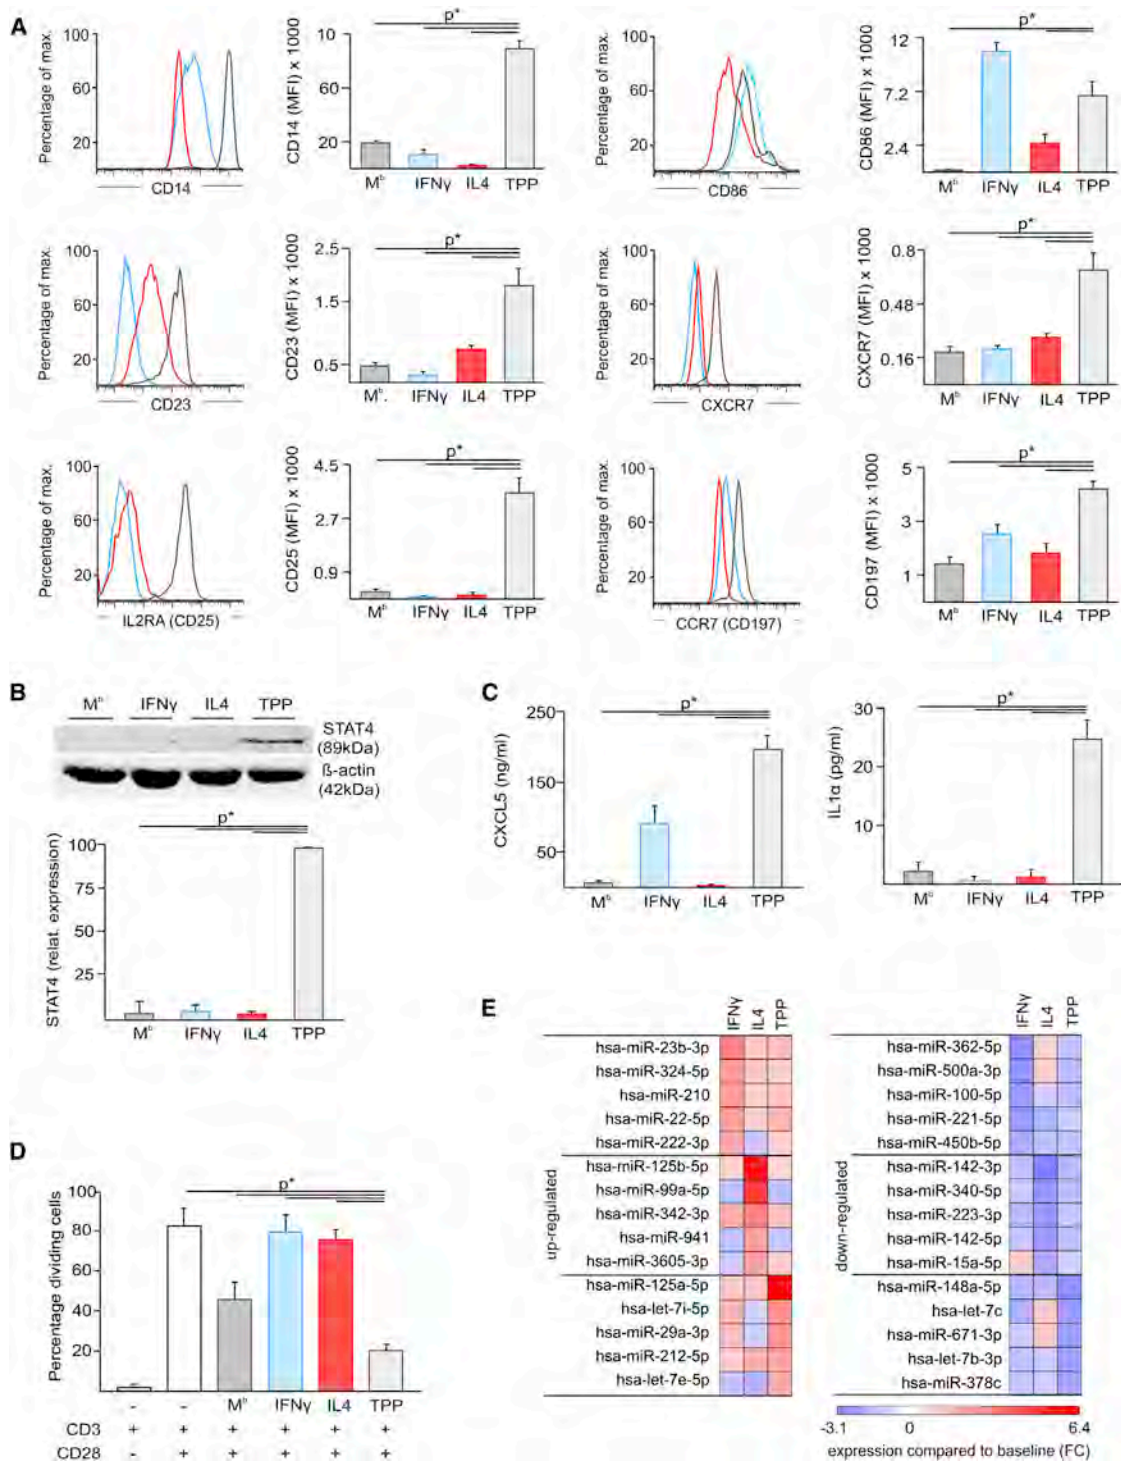 A
Percentage of max.
100
60
20
CD14
CD14 (MFI) x 1000
10
60
20
p*
Mᵇ IFNγ IL4 TPP
Percentage of max.
100
60
20
CD86
CD86 (MFI) x 1000
12
7.2
2.4
p*
Mᵇ IFNγ IL4 TPP
Percentage of max.
100
60
20
CD23
CD23 (MFI) x 1000
2.5
1.5
0.5
p*
Mᵇ. IFNγ IL4 TPP
Percentage of max.
100
60
20
CXCR7
CXCR7 (MFI) x 1000
0.8
0.48
0.16
p*
Mᵇ IFNγ IL4 TPP
Percentage of max.
100
60
20
IL2RA (CD25)
CD25 (MFI) x 1000
4.5
2.7
0.9
p*
Mᵇ IFNγ IL4 TPP
Percentage of max.
100
60
20
CCR7 (CD197)
CD197 (MFI) x 1000
5
3
1
p*
Mᵇ IFNγ IL4 TPP
B
Mᵇ IFNγ IL4 TPP
STAT4
(89kDa)
ß-actin
(42kDa)
STAT4 (relat. expression)
100
75
50
25
p*
Mᵇ IFNγ IL4 TPP
C
CXCL5 (ng/ml)
250
150
50
p*
Mᵇ IFNγ IL4 TPP
IL1α (pg/ml)
30
20
10
p*
Mᵇ IFNγ IL4 TPP
D
Percentage dividing cells
100
80
60
40
20
p*
- - Mᵇ IFNγ IL4 TPP
CD3 + + + + + +
CD28 - + + + + +
E
IFNγ IL4 TPP
up-regulated
hsa-miR-23b-3p
hsa-miR-324-5p
hsa-miR-210
hsa-miR-22-5p
hsa-miR-222-3p
hsa-miR-125b-5p
hsa-miR-99a-5p
hsa-miR-342-3p
hsa-miR-941
hsa-miR-3605-3p
hsa-miR-125a-5p
hsa-let-7i-5p
hsa-miR-29a-3p
hsa-miR-212-5p
hsa-let-7e-5p
IFNγ IL4 TPP
down-regulated
hsa-miR-362-5p
hsa-miR-500a-3p
hsa-miR-100-5p
hsa-miR-221-5p
hsa-miR-450b-5p
hsa-miR-142-3p
hsa-miR-340-5p
hsa-miR-223-3p
hsa-miR-142-5p
hsa-miR-15a-5p
hsa-miR-148a-5p
hsa-let-7c
hsa-miR-671-3p
hsa-let-7b-3p
hsa-miR-378c
-3.1 0 6.4
expression compared to baseline (FC)